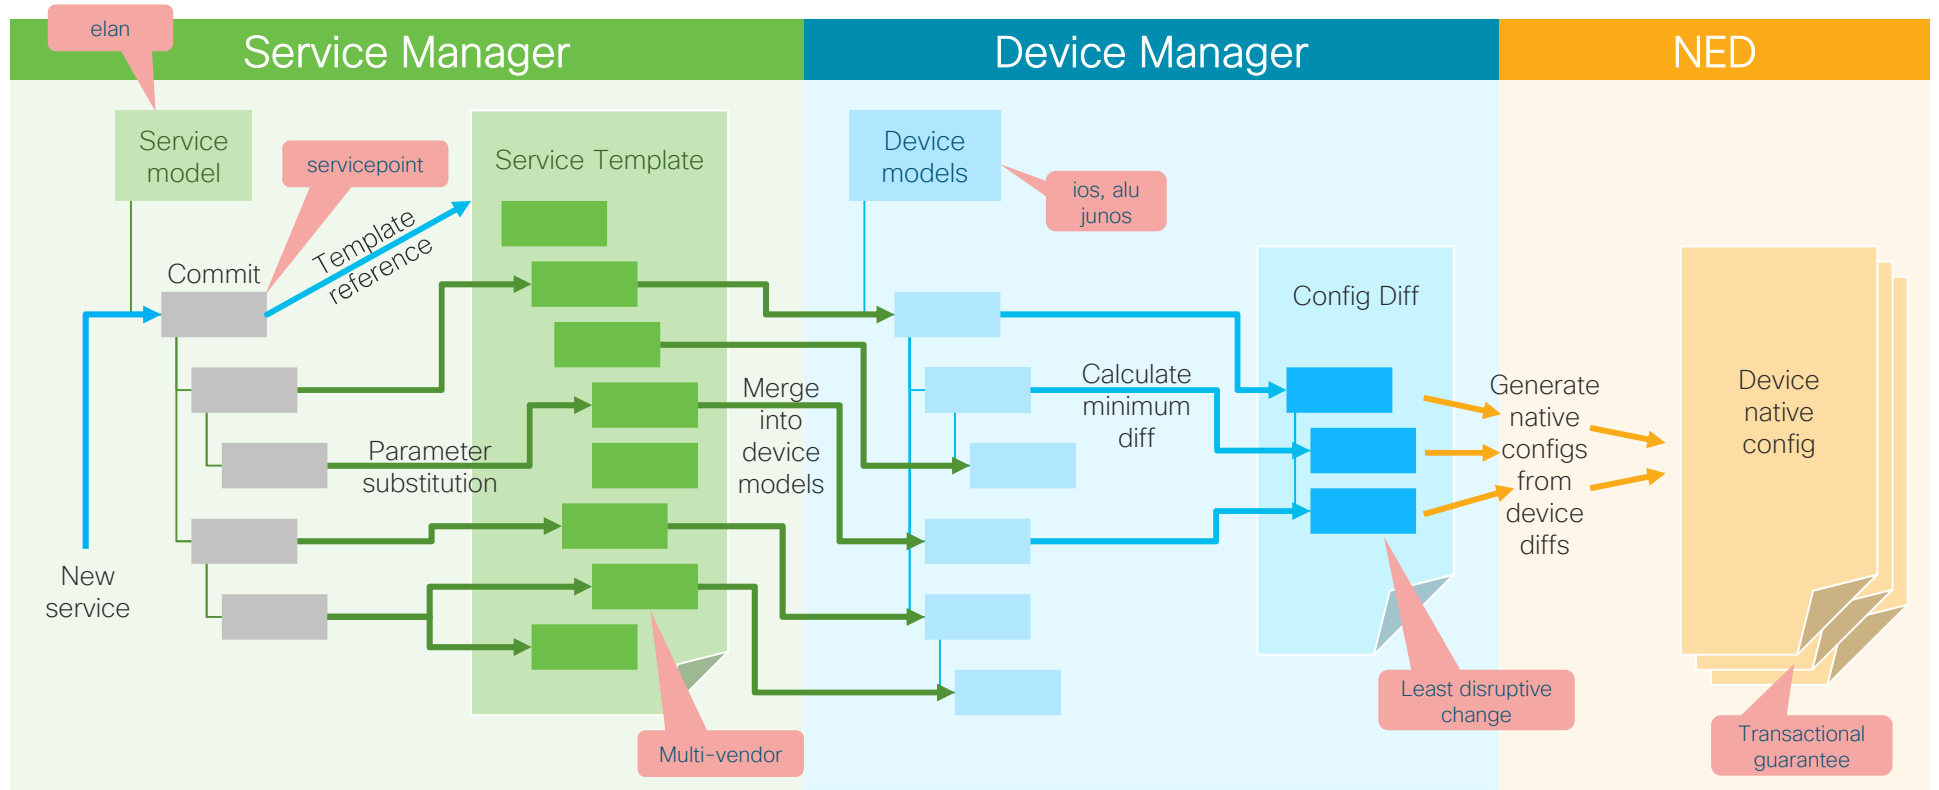 elan
Service Manager
Device Manager
NED
Service
model
servicepoint
Service Template
Device
models
ios, alu
junos
Template
reference
Commit
Config Diff
Merge
into
device
models
Calculate
minimum
diff
Generate
native
configs
from
device
diffs
Device
native
config
Parameter
substitution
New
service
Least disruptive
change
Multi-vendor
Transactional
guarantee